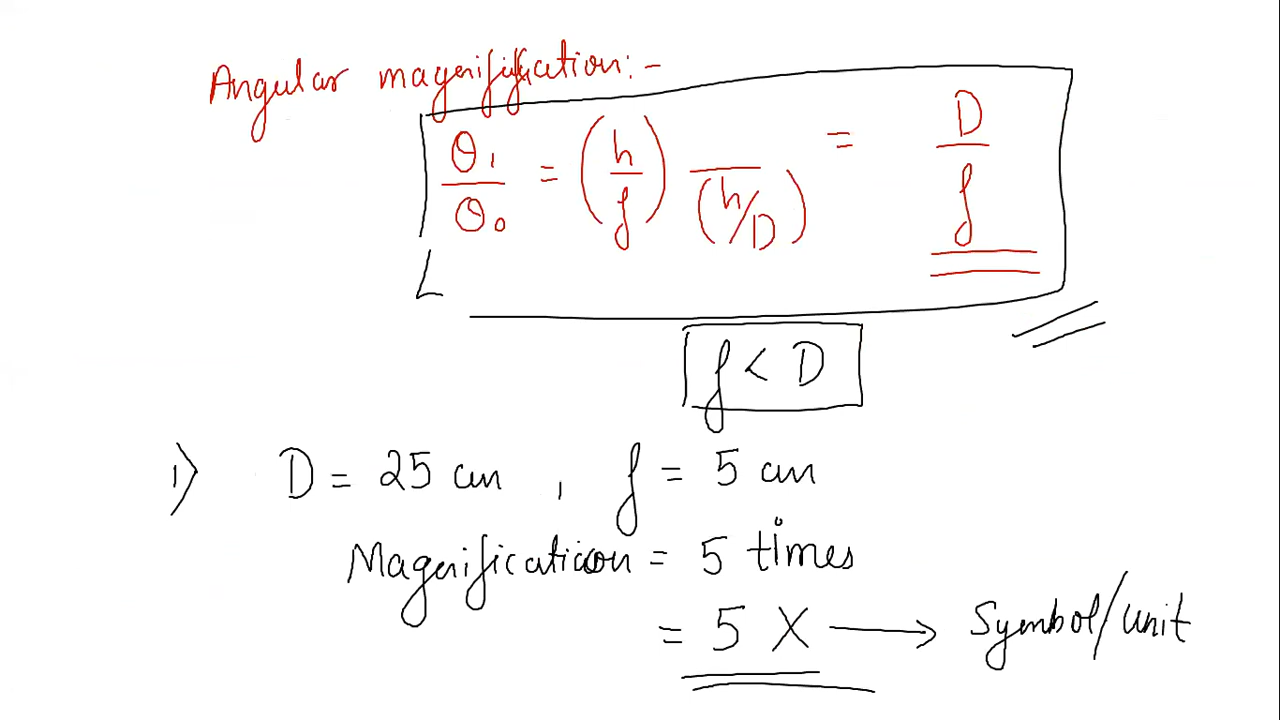 Angular magnification:-
θ₁/θ₀ = (h/f) /(h/D) = D/f
f < D
1) D = 25 cm , f = 5 cm
Magnification = 5 times
= 5 X → Symbol/unit